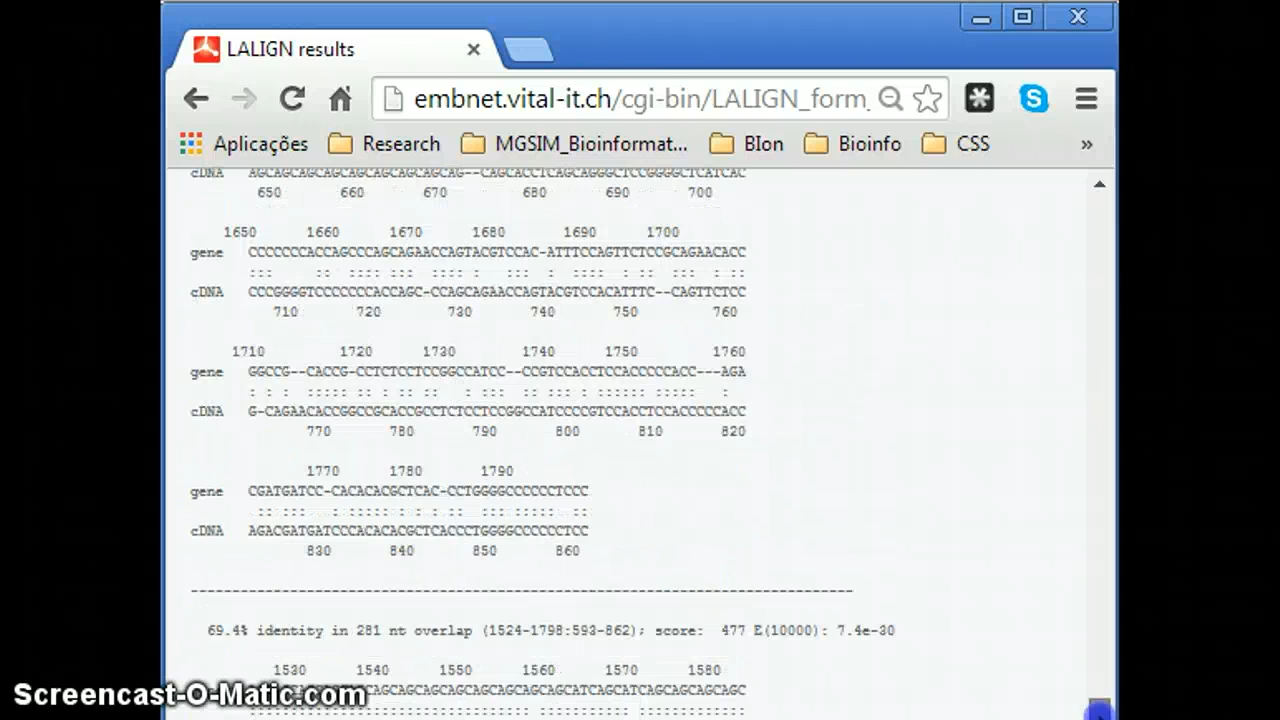 LALIGN results
embnet.vital-it.ch/cgi-bin/LALIGN_form_
Aplicações Research MGSIM_Bioinformat... BIon Bioinfo CSS »
cDNA AGCAGCAGCAGCAGCAGCAGCAGCAG--CAGCACCTCAGCAGGGCTCCGGGGCTCATCAC
650 660 670 680 690 700
1650 1660 1670 1680 1690 1700
gene CCCCCCCACCAGCCCAGCAGAACCAGTACGTCCAC-ATTTCCAGTTCTCCGCAGAACACC
::: :: :::: ::: :::: : ::: : :::: : :: ::: : ::
cDNA CCCGGGGTCCCCCCCACCAGC-CCAGCAGAACCAGTACGTCCACATTTC--CAGTTCTCC
710 720 730 740 750 760
1710 1720 1730 1740 1750 1760
gene GGCCG--CACCG-CCTCTCCTCCGGCCATCC--CCGTCCACCTCCACCCCCACC---AGA
: : : ::::: :: :: :: : ::: :: ::: : :::::: ::::: :
cDNA G-CAGAACACCGGCCGCACCGCCTCTCCTCCGGCCATCCCCGTCCACCTCCACCCCCACC
770 780 790 800 810 820
1770 1780 1790
gene CGATGATCC-CACACACGCTCAC-CCTGGGGCCCCCCTCCC
:: ::: ::::: : : : :: ::: ::::: ::
cDNA AGACGATGATCCCACACACGCTCACCCTGGGGCCCCCCTCC
830 840 850 860
--------------------------------------------------------------------------------
69.4% identity in 281 nt overlap (1524-1798:593-862); score: 477 E(10000): 7.4e-30
1530 1540 1550 1560 1570 1580
CAGCAGCAGCAGCAGCAGCAGCAGCATCAGCATCAGCAGCAGCAGC
Screencast-O-Matic.com